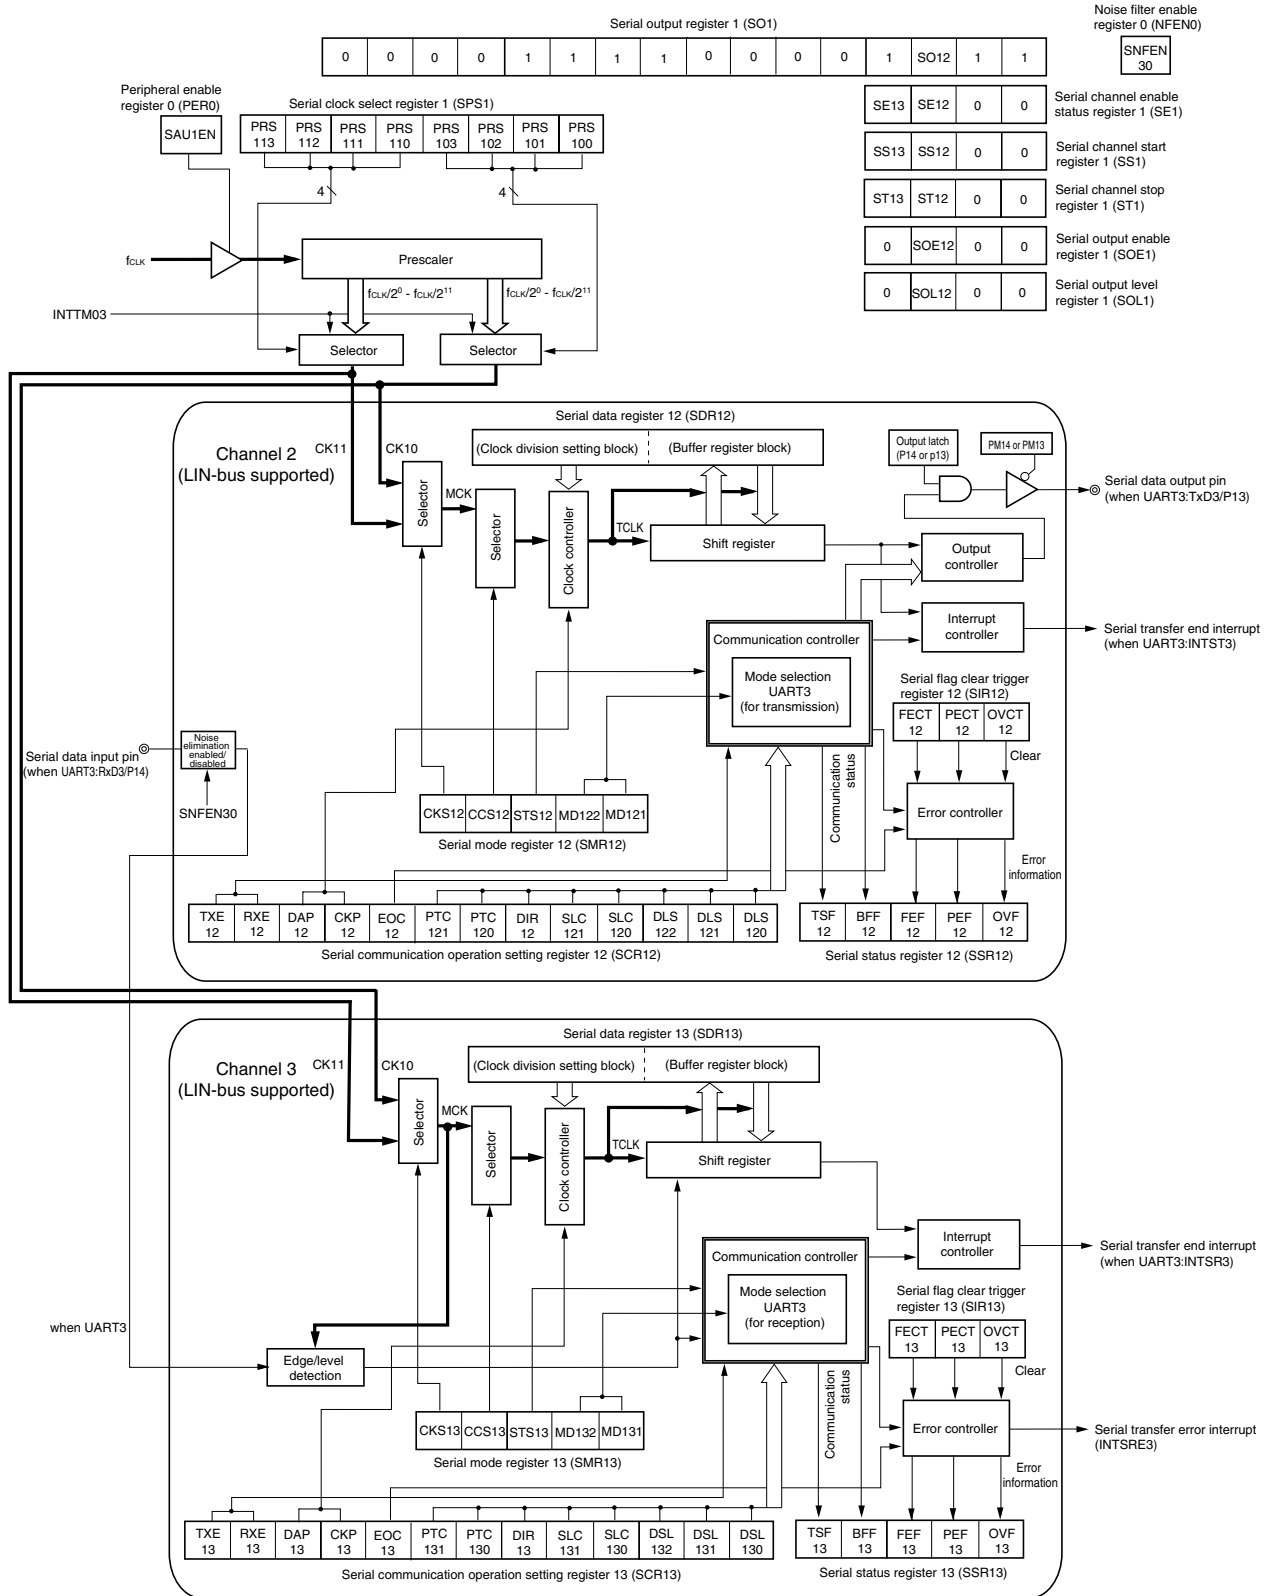 Serial output register 1 (SO1)
0 0 0 0 1 1 1 1 0 0 0 0 1 SO12 1 1
Noise filter enable
register 0 (NFEN0)
SNFEN
30
Peripheral enable
register 0 (PER0)
SAU1EN
Serial clock select register 1 (SPS1)
PRS PRS PRS PRS PRS PRS PRS PRS
113 112 111 110 103 102 101 100
4
4
SE13 SE12 0 0
Serial channel enable
status register 1 (SE1)
SS13 SS12 0 0
Serial channel start
register 1 (SS1)
ST13 ST12 0 0
Serial channel stop
register 1 (ST1)
0 SOE12 0 0
Serial output enable
register 1 (SOE1)
0 SOL12 0 0
Serial output level
register 1 (SOL1)
fCLK
Prescaler
fCLK/2⁰ - fCLK/2¹¹
fCLK/2⁰ - fCLK/2¹¹
INTTM03
Selector
Selector
Channel 2
(LIN-bus supported)
CK11
CK10
Serial data register 12 (SDR12)
(Clock division setting block)
(Buffer register block)
Selector
MCK
Selector
Clock controller
TCLK
Shift register
Output latch
(P14 or p13)
PM14 or PM13
Serial data output pin
(when UART3:TxD3/P13)
Output
controller
Interrupt
controller
Serial transfer end interrupt
(when UART3:INTST3)
Communication controller
Mode selection
UART3
(for transmission)
Serial flag clear trigger
register 12 (SIR12)
FECT PECT OVCT
12 12 12
Clear
Communication
status
Error controller
Error
information
Serial data input pin
(when UART3:RxD3/P14)
Noise
elimination
enabled/
disabled
SNFEN30
CKS12 CCS12 STS12 MD122 MD121
Serial mode register 12 (SMR12)
TXE RXE DAP CKP EOC PTC PTC DIR SLC SLC DLS DLS DLS
12 12 12 12 12 121 120 12 121 120 122 121 120
Serial communication operation setting register 12 (SCR12)
TSF BFF FEF PEF OVF
12 12 12 12 12
Serial status register 12 (SSR12)
Channel 3
(LIN-bus supported)
CK11
CK10
Serial data register 13 (SDR13)
(Clock division setting block)
(Buffer register block)
Selector
MCK
Selector
Clock controller
TCLK
Shift register
Interrupt
controller
Serial transfer end interrupt
(when UART3:INTSR3)
Communication controller
Mode selection
UART3
(for reception)
Serial flag clear trigger
register 13 (SIR13)
FECT PECT OVCT
13 13 13
Clear
when UART3
Edge/level
detection
Communication
status
Error controller
Serial transfer error interrupt
(INTSRE3)
Error
information
CKS13 CCS13 STS13 MD132 MD131
Serial mode register 13 (SMR13)
TXE RXE DAP CKP EOC PTC PTC DIR SLC SLC DSL DSL DSL
13 13 13 13 13 131 130 13 131 130 132 131 130
Serial communication operation setting register 13 (SCR13)
TSF BFF FEF PEF OVF
13 13 13 13 13
Serial status register 13 (SSR13)